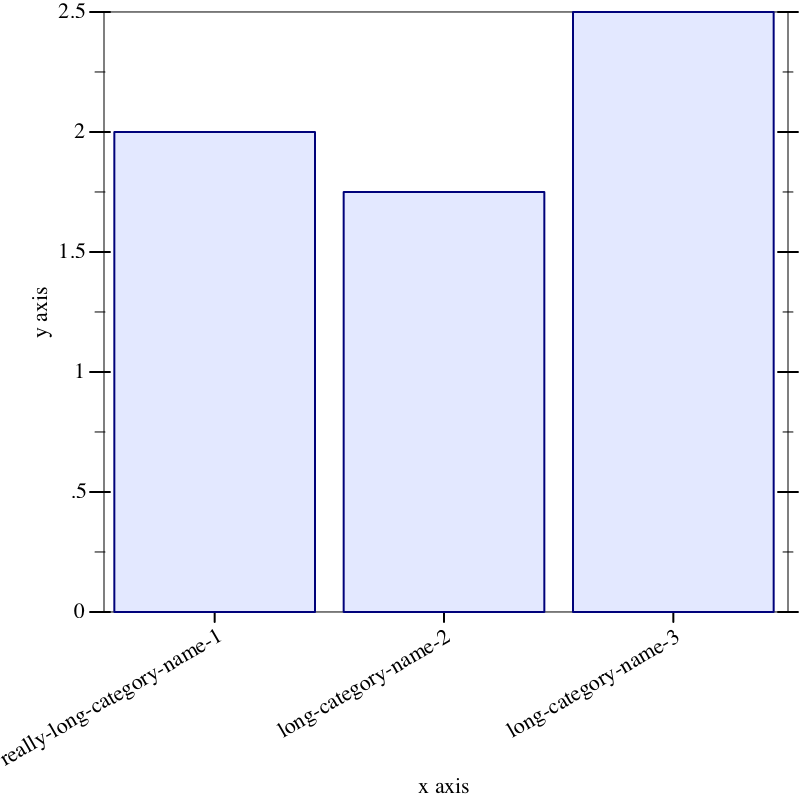 2.5
2
1.5
1
.5
0
y axis
really-long-category-name-1
long-category-name-2
long-category-name-3
x axis